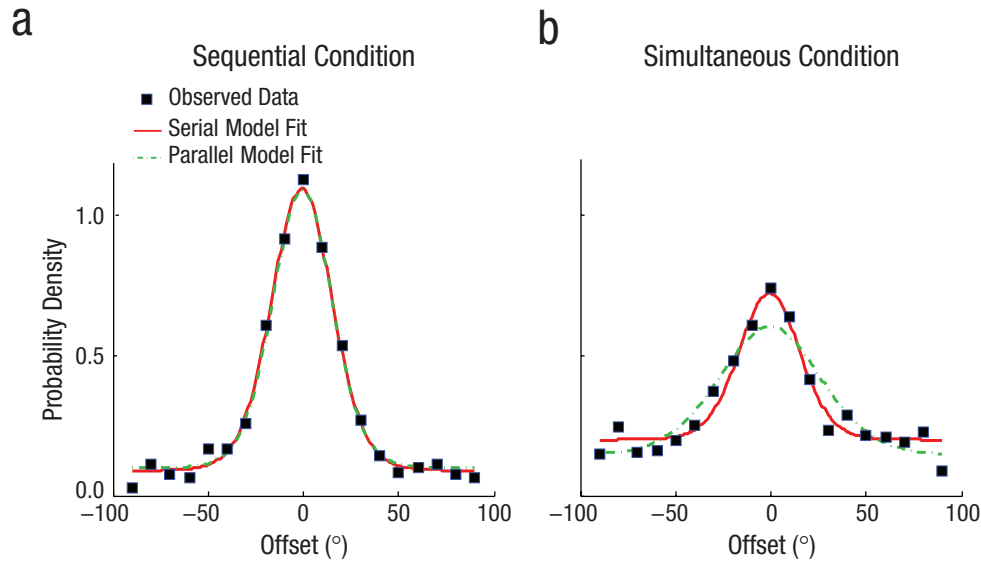 a
Sequential Condition
Observed Data
Serial Model Fit
Parallel Model Fit
Probability Density
1.0
0.5
0.0
–100
–50
0
50
100
Offset (°)
b
Simultaneous Condition
–100
–50
0
50
100
Offset (°)